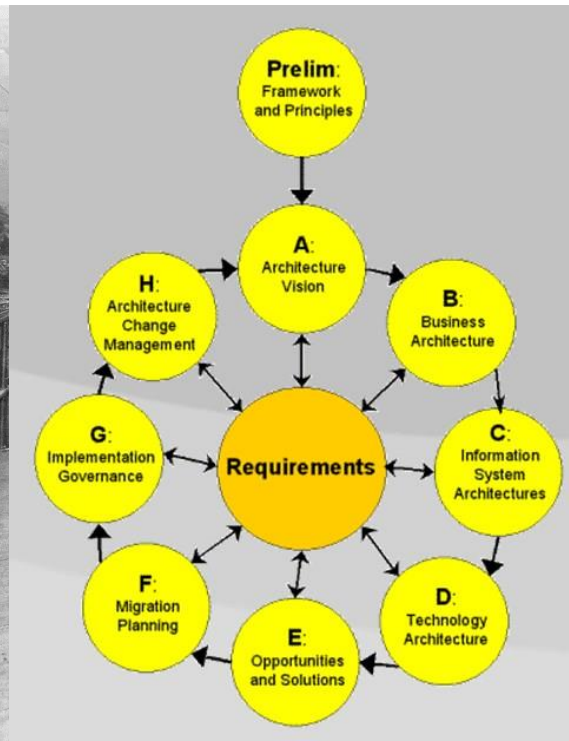 Prelim:
Framework
and Principles
A:
Architecture
Vision
B:
Business
Architecture
C:
Information
System
Architectures
D:
Technology
Architecture
E:
Opportunities
and Solutions
F:
Migration
Planning
G:
Implementation
Governance
H:
Architecture
Change
Management
Requirements